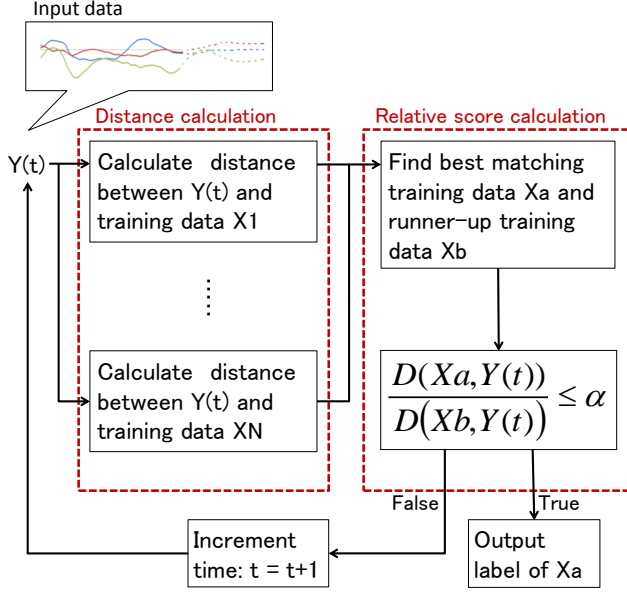 Input data
Distance calculation
Relative score calculation
Y(t)
Calculate distance
between Y(t) and
training data X1
Find best matching
training data Xa and
runner-up training
data Xb
Calculate distance
between Y(t) and
training data XN
D(Xa,Y(t))
D(Xb,Y(t))
≤ α
False
True
Increment
time: t = t+1
Output
label of Xa